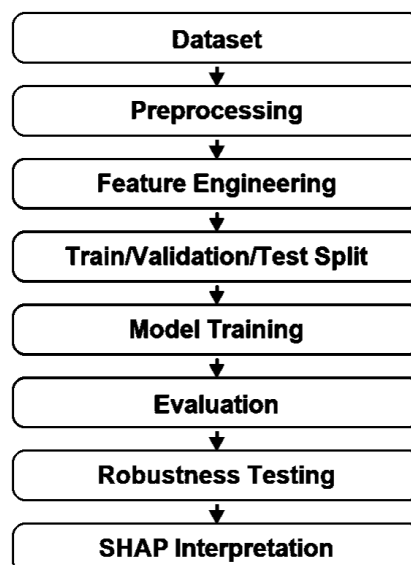 Dataset
Preprocessing
Feature Engineering
Train/Validation/Test Split
Model Training
Evaluation
Robustness Testing
SHAP Interpretation